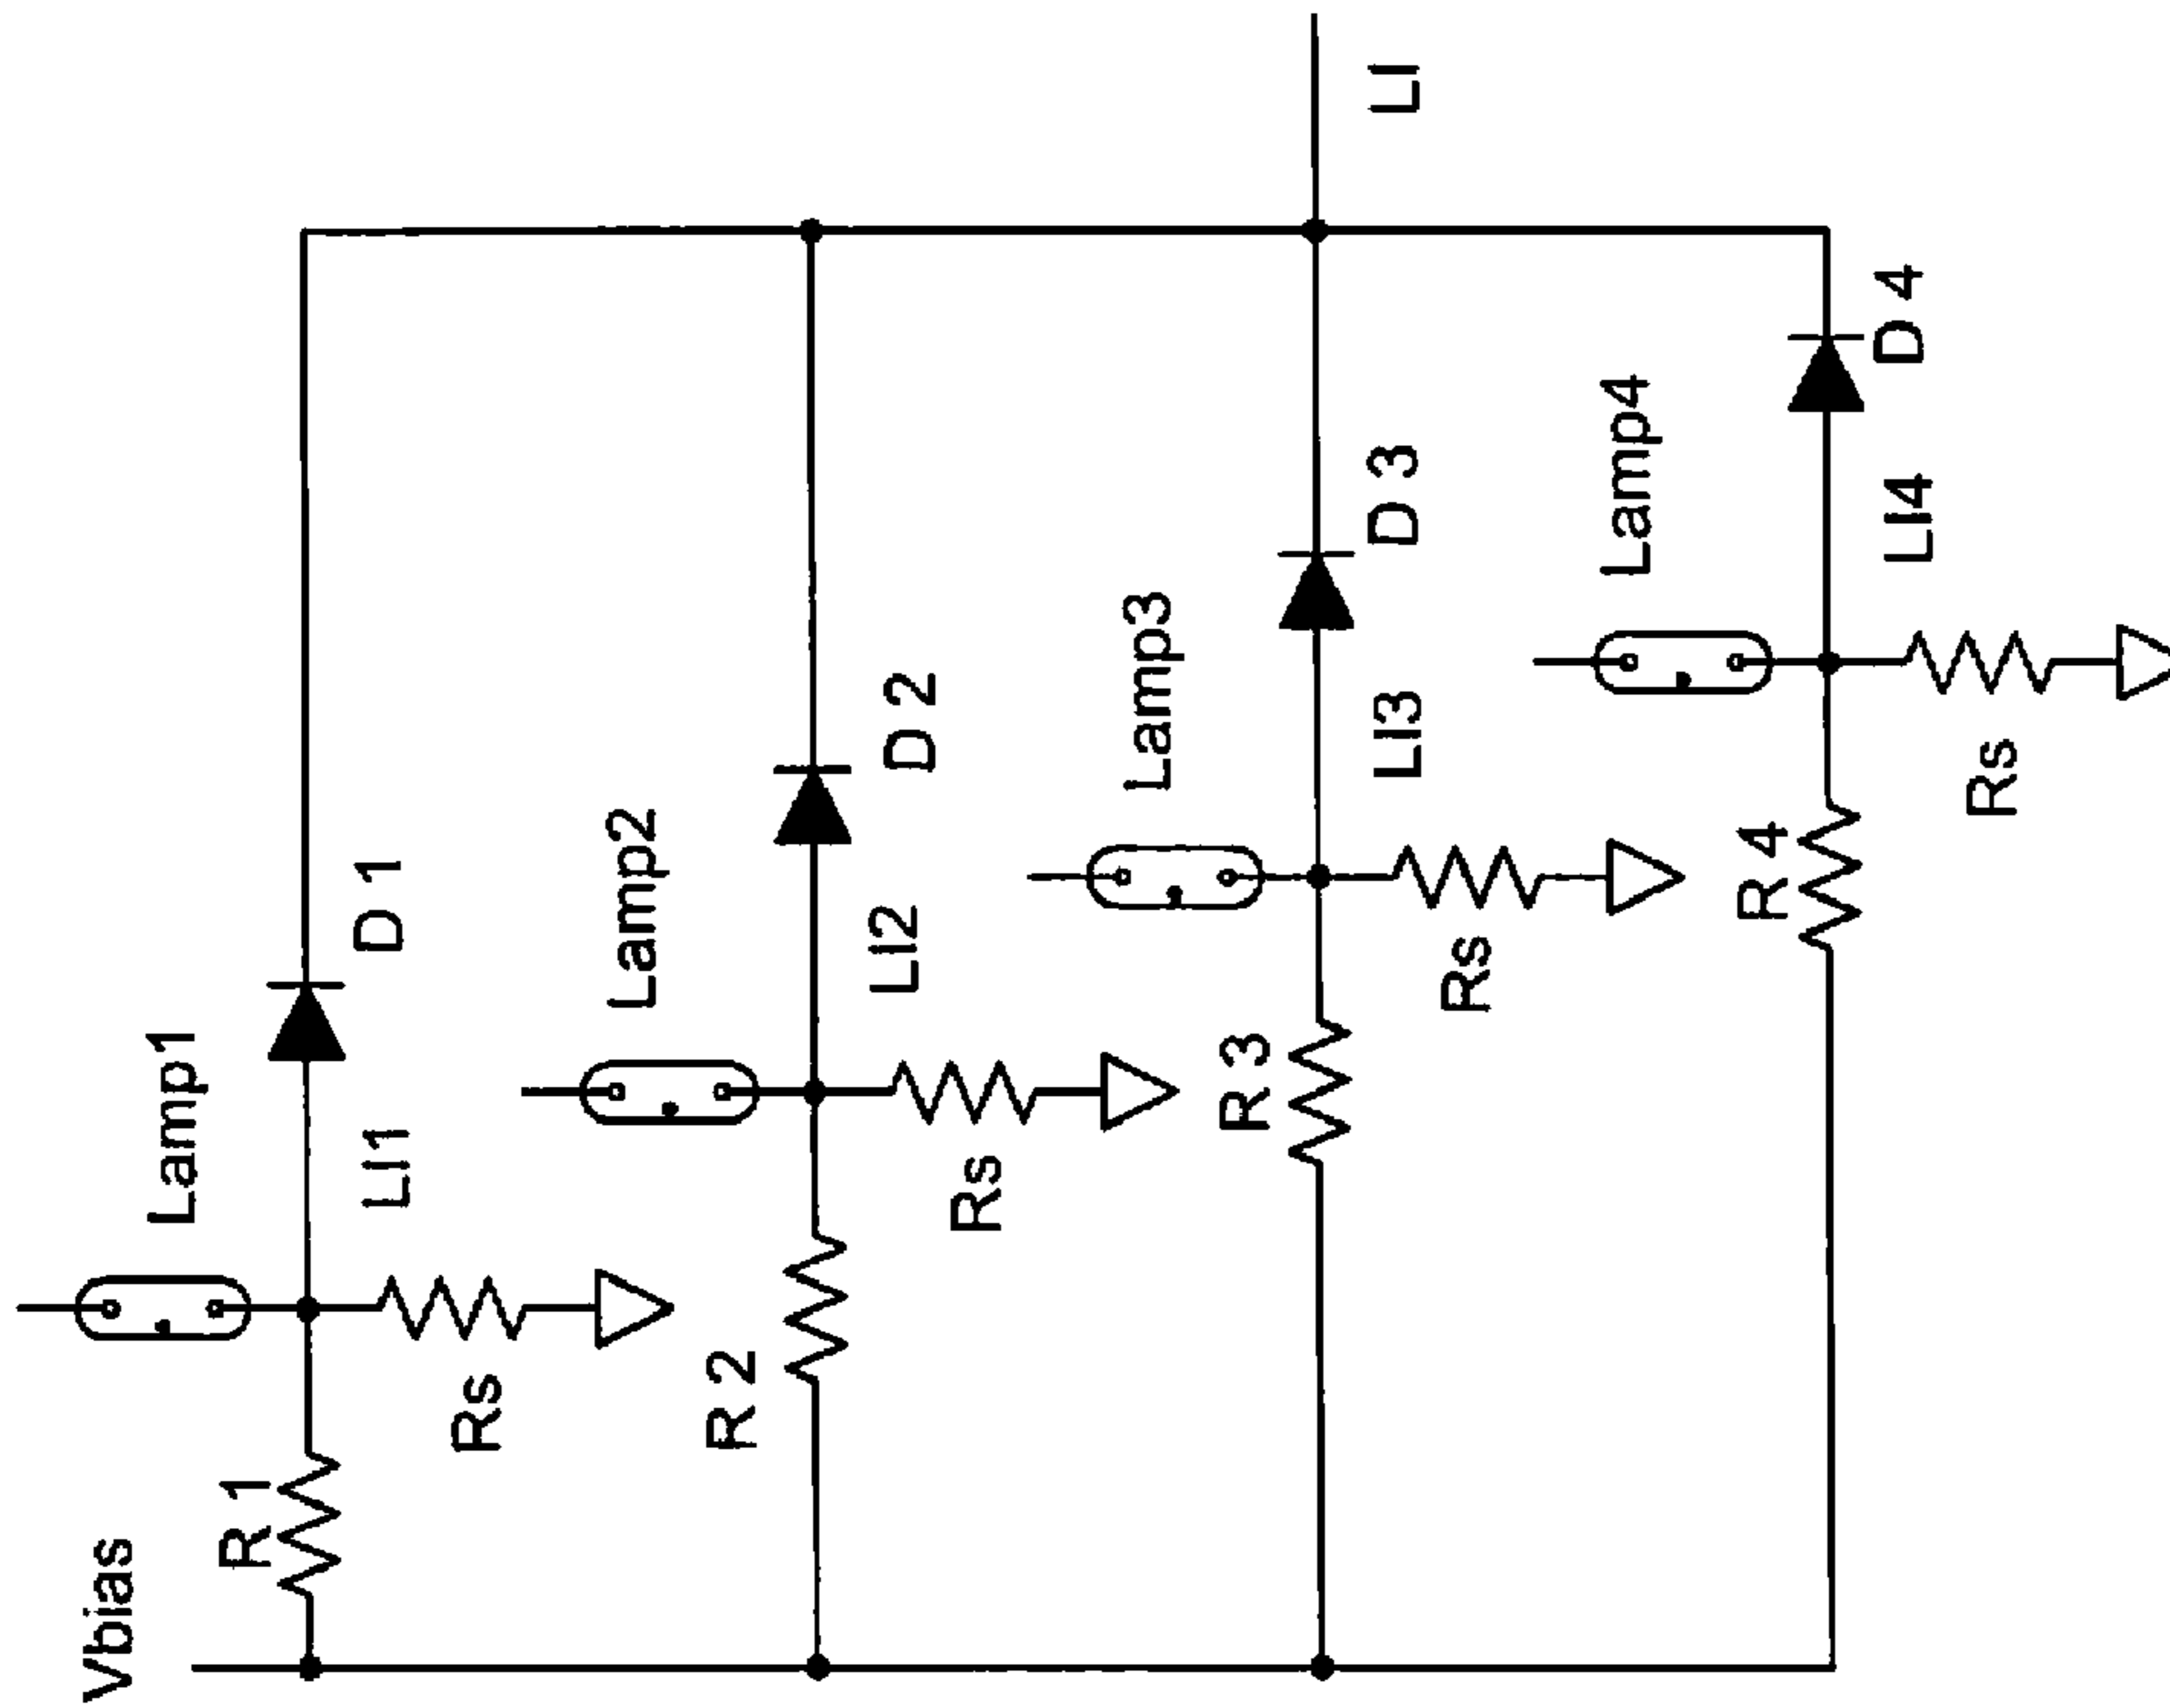 Vbias
Lamp1
R 1
LI1
D 1
Rs
Lamp2
R 2
LI2
D 2
Rs
Lamp3
R 3
LI3
D 3
LI
Rs
Lamp4
R 4
LI4
D 4
Rs